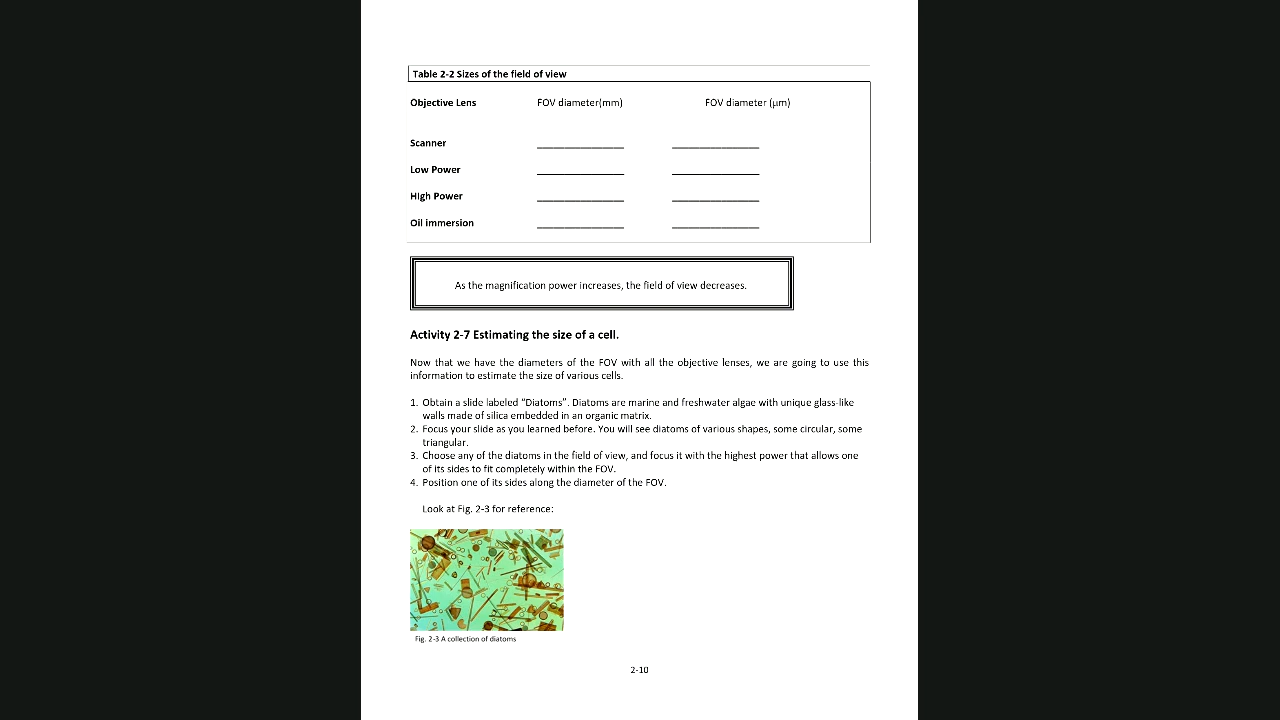 Table 2-2 Sizes of the field of view
Objective Lens FOV diameter(mm) FOV diameter (µm)
Scanner ________________ ________________
Low Power ________________ ________________
High Power ________________ ________________
Oil immersion ________________ ________________
As the magnification power increases, the field of view decreases.
Activity 2-7 Estimating the size of a cell.
Now that we have the diameters of the FOV with all the objective lenses, we are going to use this
information to estimate the size of various cells.
1. Obtain a slide labeled “Diatoms”. Diatoms are marine and freshwater algae with unique glass-like
walls made of silica embedded in an organic matrix.
2. Focus your slide as you learned before. You will see diatoms of various shapes, some circular, some
triangular.
3. Choose any of the diatoms in the field of view, and focus it with the highest power that allows one
of its sides to fit completely within the FOV.
4. Position one of its sides along the diameter of the FOV.
Look at Fig. 2-3 for reference:
Fig. 2-3 A collection of diatoms
2-10